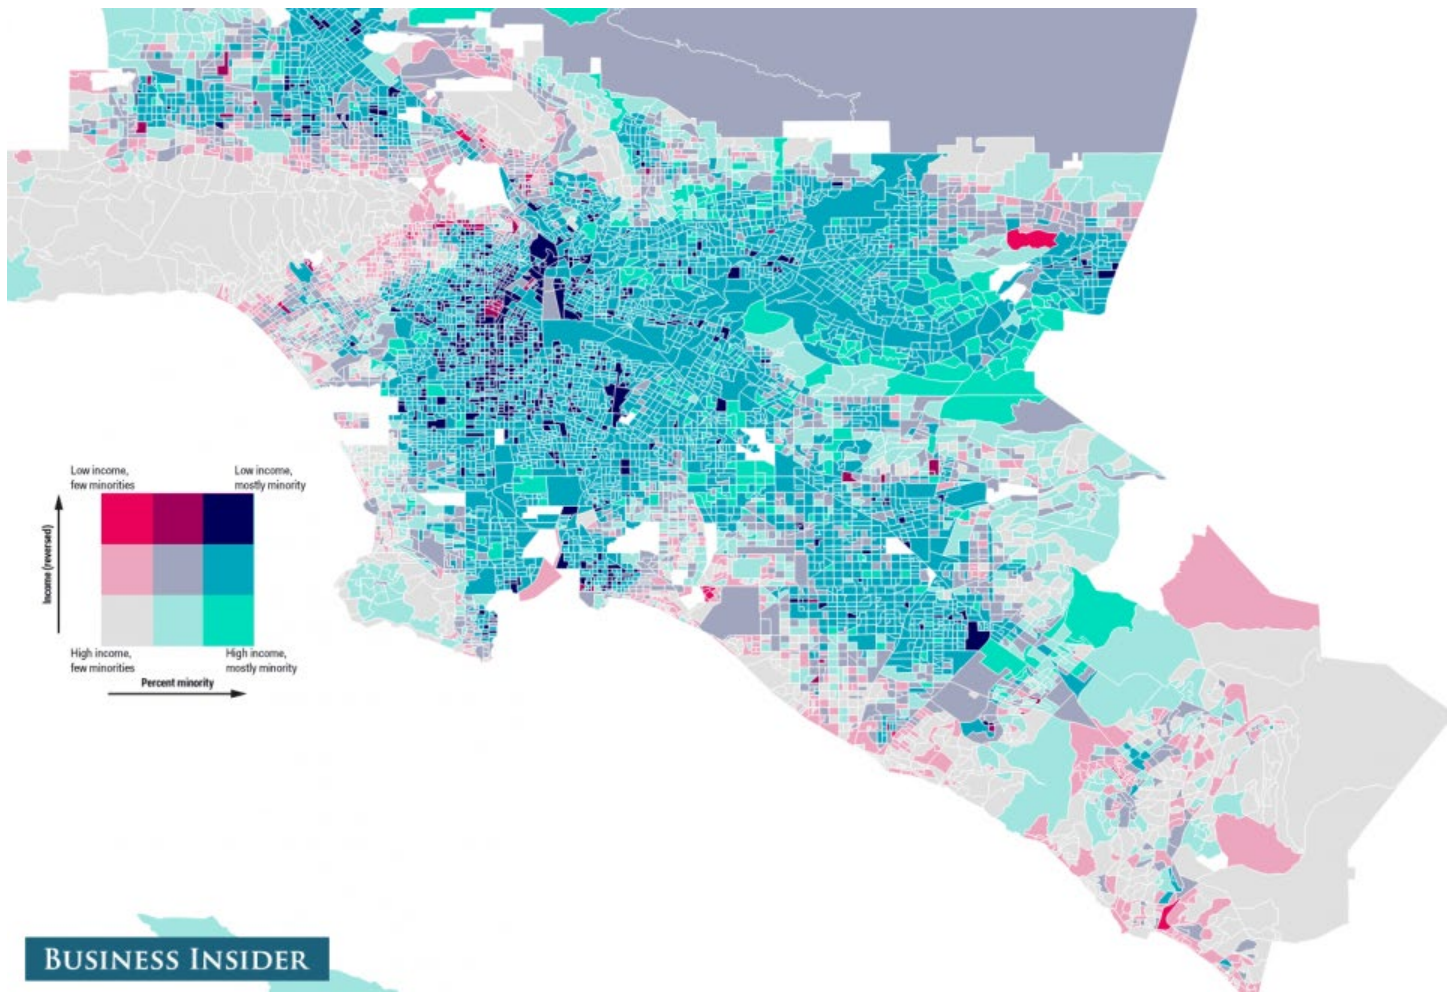 Low income,
few minorities
Low income,
mostly minority
Income (reversed)
High income,
few minorities
High income,
mostly minority
Percent minority
BUSINESS INSIDER